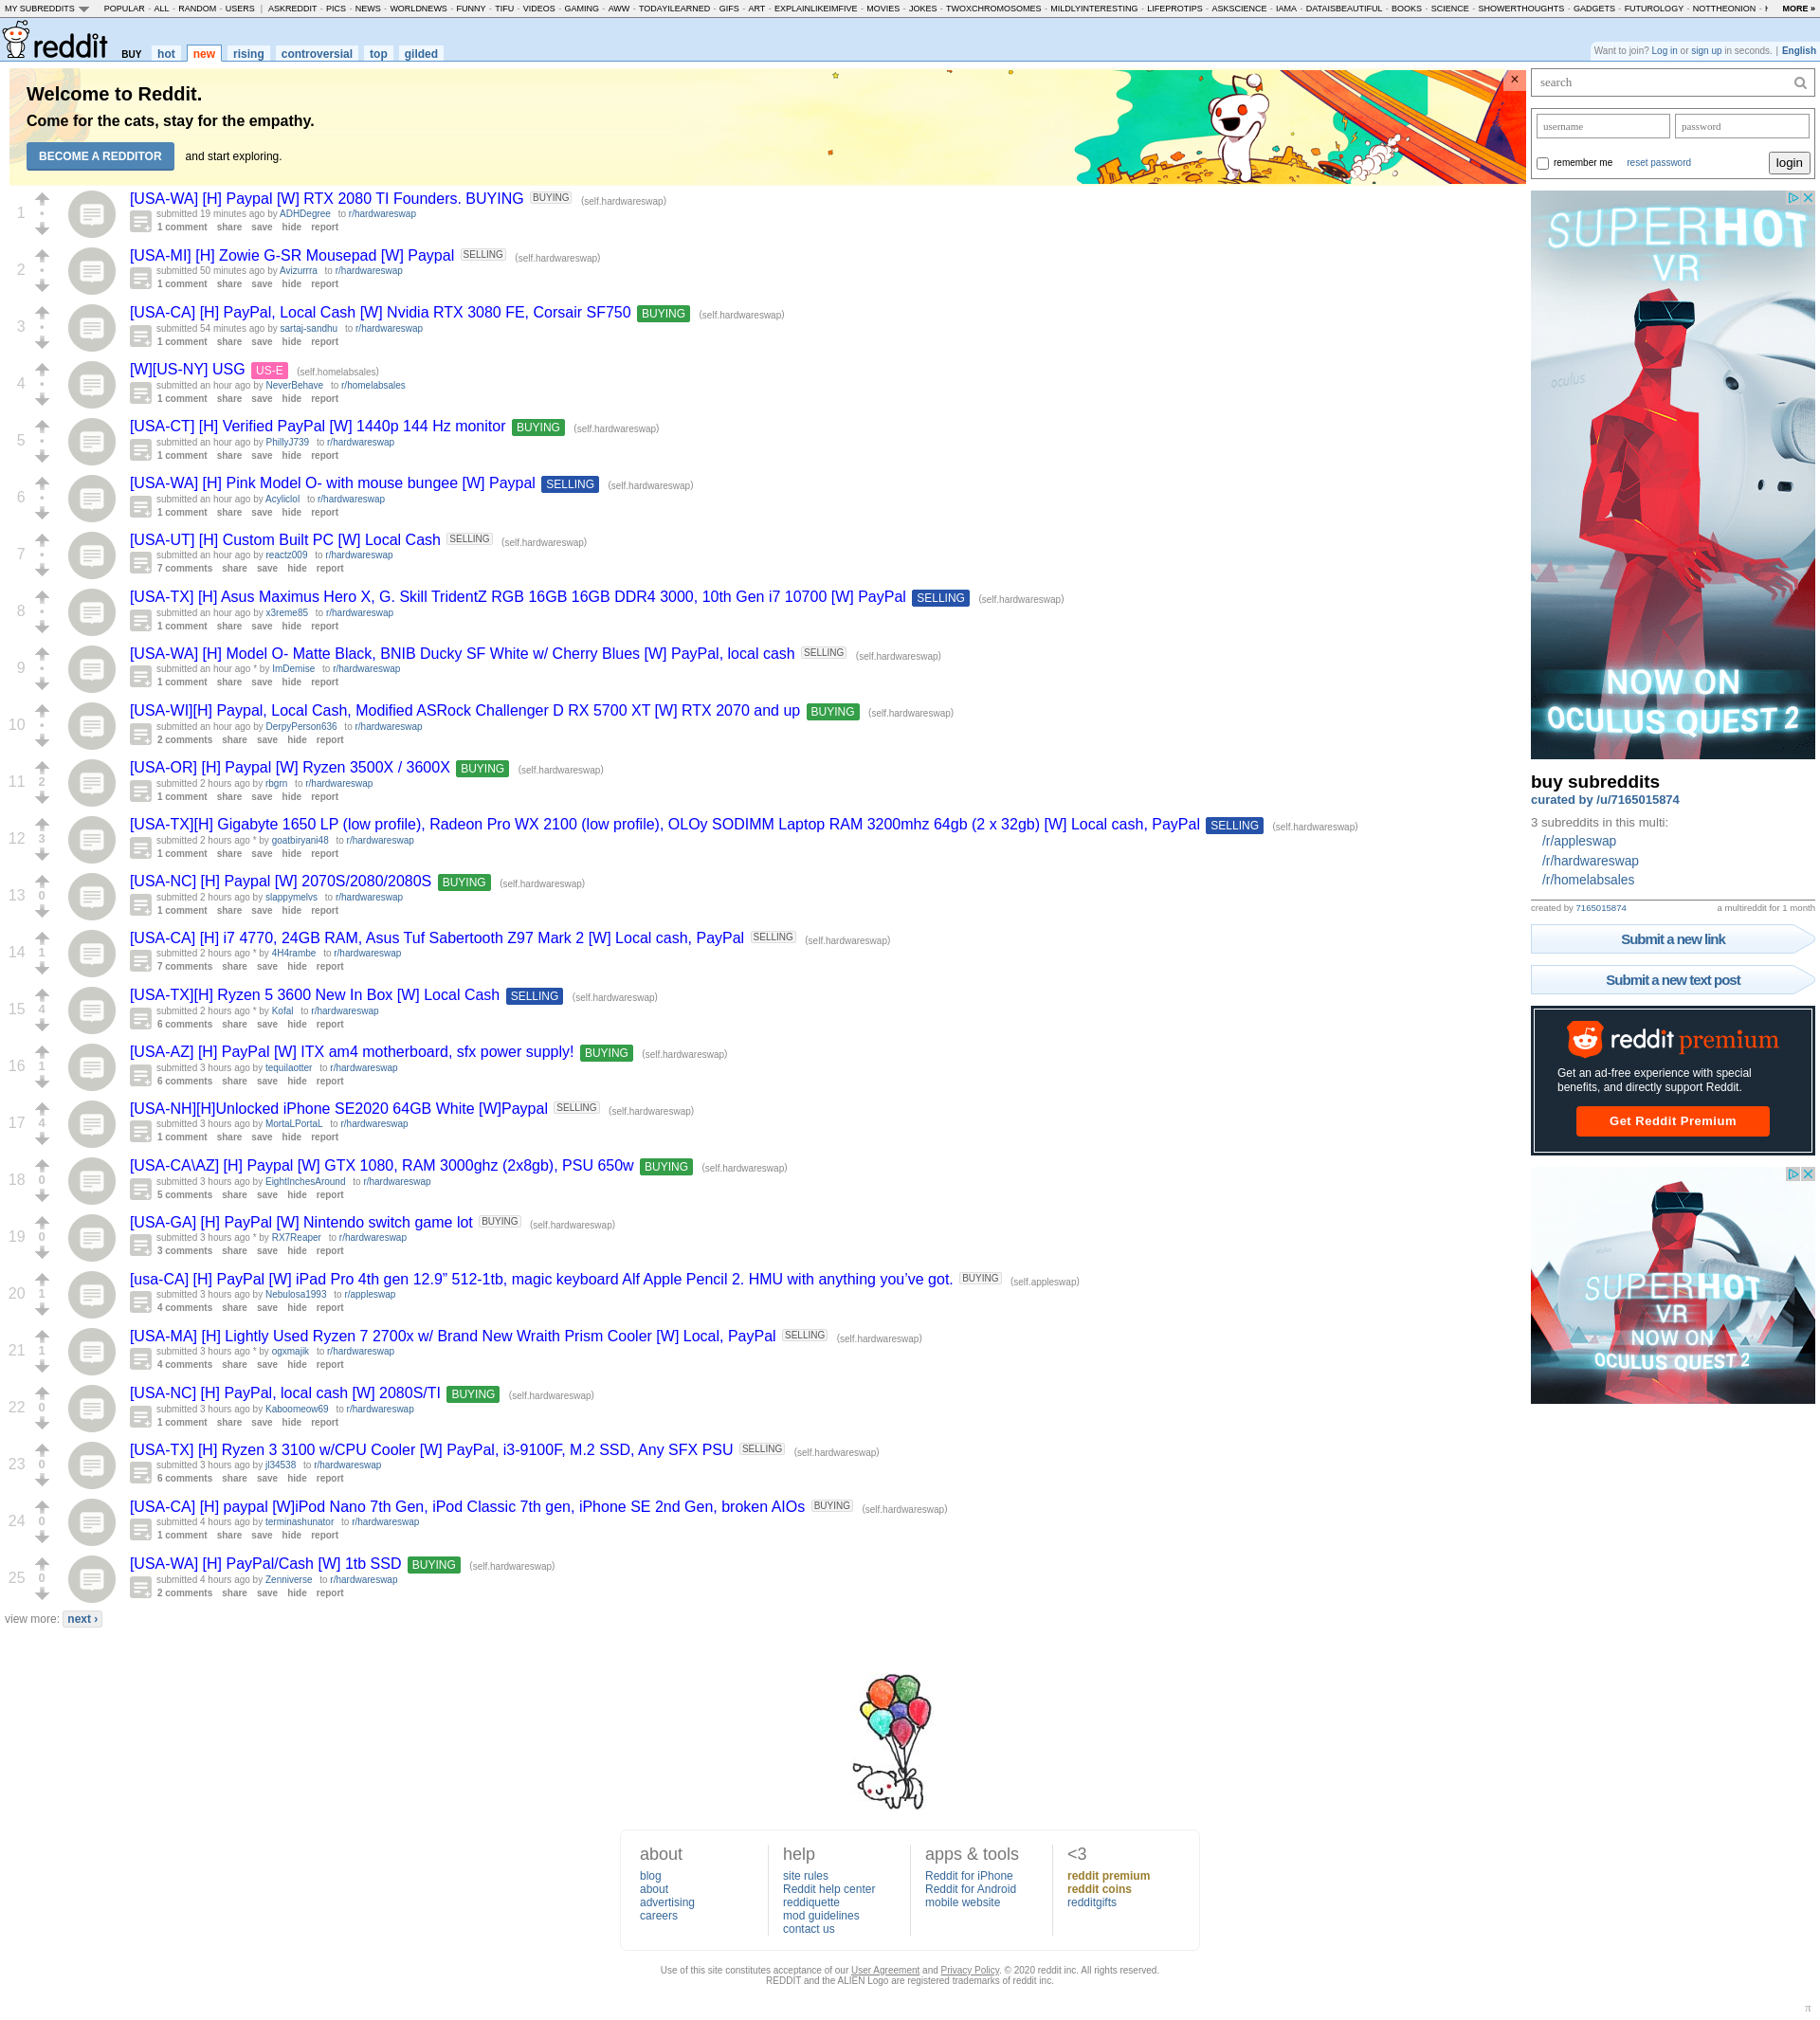 MY SUBREDDITS POPULAR - ALL - RANDOM - USERS | ASKREDDIT - PICS - NEWS - WORLDNEWS - FUNNY - TIFU - VIDEOS - GAMING - AWW - TODAYILEARNED - GIFS - ART - EXPLAINLIKEIMFIVE - MOVIES - JOKES - TWOXCHROMOSOMES - MILDLYINTERESTING - LIFEPROTIPS - ASKSCIENCE - IAMA - DATAISBEAUTIFUL - BOOKS - SCIENCE - SHOWERTHOUGHTS - GADGETS - FUTUROLOGY - NOTTHEONION - MORE »
reddit BUY hot new rising controversial top gilded
Want to join? Log in or sign up in seconds. | English
Welcome to Reddit.
Come for the cats, stay for the empathy.
BECOME A REDDITOR and start exploring.
×
1
[USA-WA] [H] Paypal [W] RTX 2080 TI Founders. BUYING BUYING (self.hardwareswap)
submitted 19 minutes ago by ADHDegree to r/hardwareswap
1 comment share save hide report
2
[USA-MI] [H] Zowie G-SR Mousepad [W] Paypal SELLING (self.hardwareswap)
submitted 50 minutes ago by Avizurrra to r/hardwareswap
1 comment share save hide report
3
[USA-CA] [H] PayPal, Local Cash [W] Nvidia RTX 3080 FE, Corsair SF750 BUYING (self.hardwareswap)
submitted 54 minutes ago by sartaj-sandhu to r/hardwareswap
1 comment share save hide report
4
[W][US-NY] USG US-E (self.homelabsales)
submitted an hour ago by NeverBehave to r/homelabsales
1 comment share save hide report
5
[USA-CT] [H] Verified PayPal [W] 1440p 144 Hz monitor BUYING (self.hardwareswap)
submitted an hour ago by PhillyJ739 to r/hardwareswap
1 comment share save hide report
6
[USA-WA] [H] Pink Model O- with mouse bungee [W] Paypal SELLING (self.hardwareswap)
submitted an hour ago by Acyliclol to r/hardwareswap
1 comment share save hide report
7
[USA-UT] [H] Custom Built PC [W] Local Cash SELLING (self.hardwareswap)
submitted an hour ago by reactz009 to r/hardwareswap
7 comments share save hide report
8
[USA-TX] [H] Asus Maximus Hero X, G. Skill TridentZ RGB 16GB 16GB DDR4 3000, 10th Gen i7 10700 [W] PayPal SELLING (self.hardwareswap)
submitted an hour ago by x3reme85 to r/hardwareswap
1 comment share save hide report
9
[USA-WA] [H] Model O- Matte Black, BNIB Ducky SF White w/ Cherry Blues [W] PayPal, local cash SELLING (self.hardwareswap)
submitted an hour ago * by ImDemise to r/hardwareswap
1 comment share save hide report
10
[USA-WI][H] Paypal, Local Cash, Modified ASRock Challenger D RX 5700 XT [W] RTX 2070 and up BUYING (self.hardwareswap)
submitted an hour ago by DerpyPerson636 to r/hardwareswap
2 comments share save hide report
11 2
[USA-OR] [H] Paypal [W] Ryzen 3500X / 3600X BUYING (self.hardwareswap)
submitted 2 hours ago by rbgrn to r/hardwareswap
1 comment share save hide report
12 3
[USA-TX][H] Gigabyte 1650 LP (low profile), Radeon Pro WX 2100 (low profile), OLOy SODIMM Laptop RAM 3200mhz 64gb (2 x 32gb) [W] Local cash, PayPal SELLING (self.hardwareswap)
submitted 2 hours ago * by goatbiryani48 to r/hardwareswap
1 comment share save hide report
13 0
[USA-NC] [H] Paypal [W] 2070S/2080/2080S BUYING (self.hardwareswap)
submitted 2 hours ago by slappymelvs to r/hardwareswap
1 comment share save hide report
14 1
[USA-CA] [H] i7 4770, 24GB RAM, Asus Tuf Sabertooth Z97 Mark 2 [W] Local cash, PayPal SELLING (self.hardwareswap)
submitted 2 hours ago * by 4H4rambe to r/hardwareswap
7 comments share save hide report
15 4
[USA-TX][H] Ryzen 5 3600 New In Box [W] Local Cash SELLING (self.hardwareswap)
submitted 2 hours ago * by Kofal to r/hardwareswap
6 comments share save hide report
16 1
[USA-AZ] [H] PayPal [W] ITX am4 motherboard, sfx power supply! BUYING (self.hardwareswap)
submitted 3 hours ago by tequilaotter to r/hardwareswap
6 comments share save hide report
17 4
[USA-NH][H]Unlocked iPhone SE2020 64GB White [W]Paypal SELLING (self.hardwareswap)
submitted 3 hours ago by MortaLPortaL to r/hardwareswap
1 comment share save hide report
18 0
[USA-CA\AZ] [H] Paypal [W] GTX 1080, RAM 3000ghz (2x8gb), PSU 650w BUYING (self.hardwareswap)
submitted 3 hours ago by EightInchesAround to r/hardwareswap
5 comments share save hide report
19 0
[USA-GA] [H] PayPal [W] Nintendo switch game lot BUYING (self.hardwareswap)
submitted 3 hours ago * by RX7Reaper to r/hardwareswap
3 comments share save hide report
20 1
[usa-CA] [H] PayPal [W] iPad Pro 4th gen 12.9” 512-1tb, magic keyboard Alf Apple Pencil 2. HMU with anything you’ve got. BUYING (self.appleswap)
submitted 3 hours ago by Nebulosa1993 to r/appleswap
4 comments share save hide report
21 1
[USA-MA] [H] Lightly Used Ryzen 7 2700x w/ Brand New Wraith Prism Cooler [W] Local, PayPal SELLING (self.hardwareswap)
submitted 3 hours ago * by ogxmajik to r/hardwareswap
4 comments share save hide report
22 0
[USA-NC] [H] PayPal, local cash [W] 2080S/TI BUYING (self.hardwareswap)
submitted 3 hours ago by Kaboomeow69 to r/hardwareswap
1 comment share save hide report
23 0
[USA-TX] [H] Ryzen 3 3100 w/CPU Cooler [W] PayPal, i3-9100F, M.2 SSD, Any SFX PSU SELLING (self.hardwareswap)
submitted 3 hours ago by jl34538 to r/hardwareswap
6 comments share save hide report
24 0
[USA-CA] [H] paypal [W]iPod Nano 7th Gen, iPod Classic 7th gen, iPhone SE 2nd Gen, broken AIOs BUYING (self.hardwareswap)
submitted 4 hours ago by terminashunator to r/hardwareswap
1 comment share save hide report
25 0
[USA-WA] [H] PayPal/Cash [W] 1tb SSD BUYING (self.hardwareswap)
submitted 4 hours ago by Zenniverse to r/hardwareswap
2 comments share save hide report
view more: next ›
search
username password
remember me reset password login
SUPERHOT
VR
oculus
NOW ON
OCULUS QUEST 2
buy subreddits
curated by /u/7165015874
3 subreddits in this multi:
/r/appleswap
/r/hardwareswap
/r/homelabsales
created by 7165015874 a multireddit for 1 month
Submit a new link
Submit a new text post
reddit premium
Get an ad-free experience with special
benefits, and directly support Reddit.
Get Reddit Premium
SUPERHOT
VR
NOW ON
OCULUS QUEST 2
about
blog
about
advertising
careers
help
site rules
Reddit help center
reddiquette
mod guidelines
contact us
apps & tools
Reddit for iPhone
Reddit for Android
mobile website
<3
reddit premium
reddit coins
redditgifts
Use of this site constitutes acceptance of our User Agreement and Privacy Policy. © 2020 reddit inc. All rights reserved.
REDDIT and the ALIEN Logo are registered trademarks of reddit inc.
π